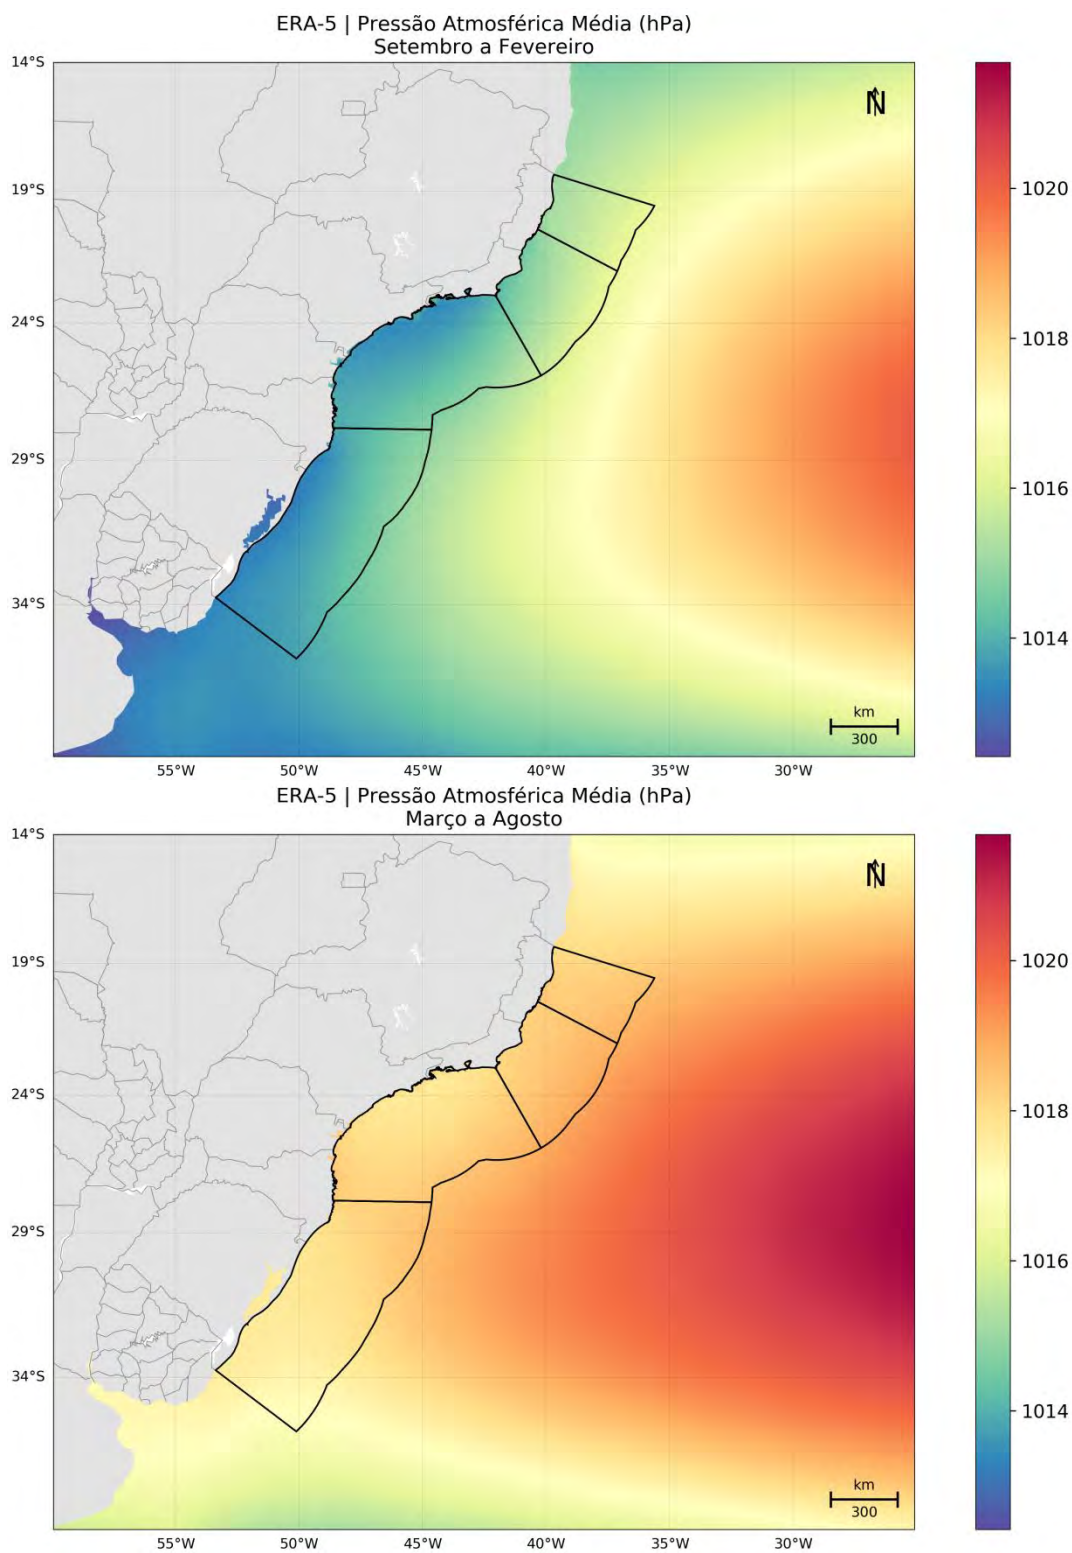 ERA-5 | Pressão Atmosférica Média (hPa)
Setembro a Fevereiro
14°S
19°S
24°S
29°S
34°S
N
1020
1018
1016
1014
km
300
55°W
50°W
45°W
40°W
35°W
30°W
ERA-5 | Pressão Atmosférica Média (hPa)
Março a Agosto
14°S
19°S
24°S
29°S
34°S
N
1020
1018
1016
1014
km
300
55°W
50°W
45°W
40°W
35°W
30°W